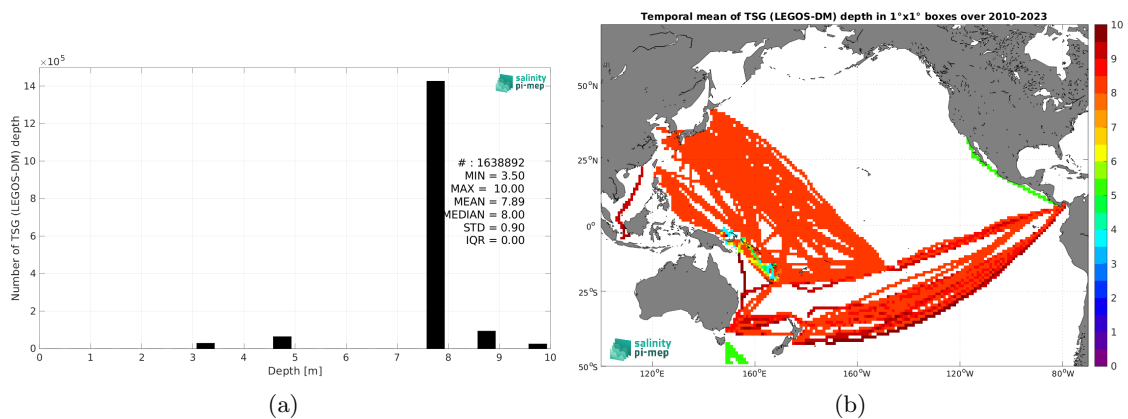 ×10⁵
14
12
10
8
6
4
2
0
Number of TSG (LEGOS-DM) depth
salinity
pi-mep
# : 1638892
MIN = 3.50
MAX = 10.00
MEAN = 7.89
MEDIAN = 8.00
STD = 0.90
IQR = 0.00
0 1 2 3 4 5 6 7 8 9 10
Depth [m]
(a)
Temporal mean of TSG (LEGOS-DM) depth in 1°x1° boxes over 2010-2023
50°N
25°N
0°
25°S
50°S
120°E 160°E 160°W 120°W 80°W
salinity
pi-mep
10
9
8
7
6
5
4
3
2
1
0
(b)